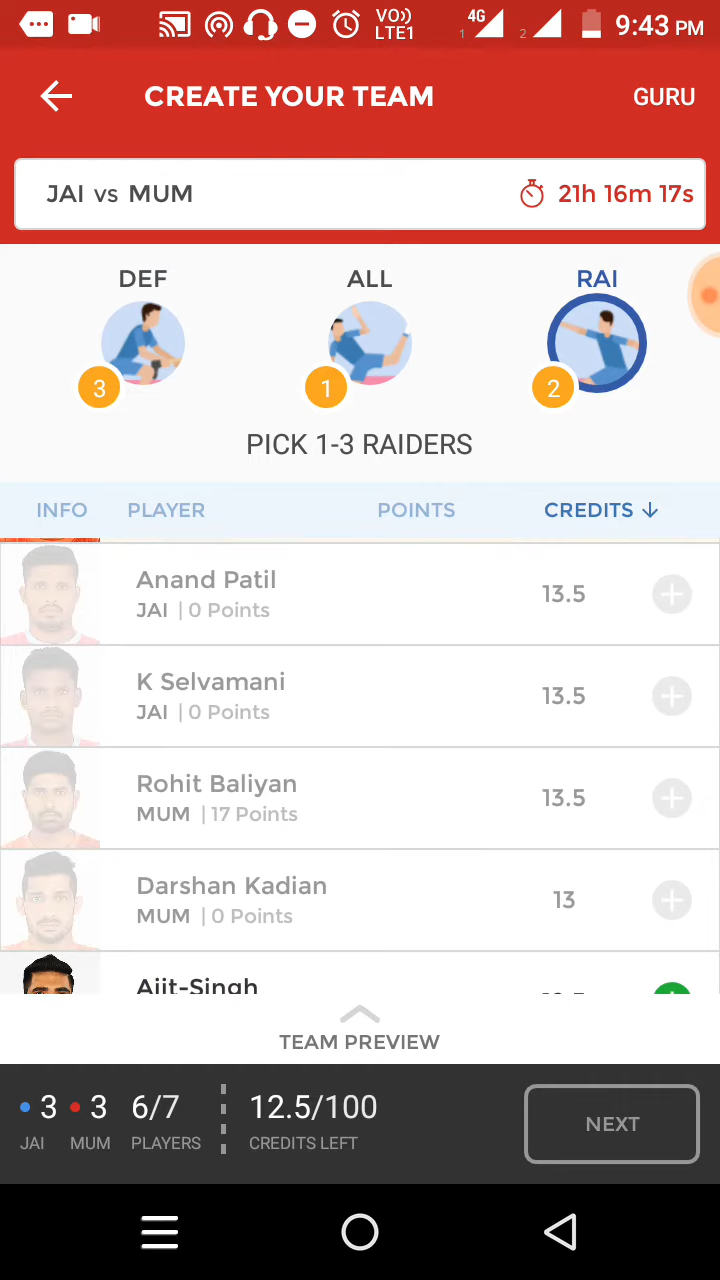 VO))
LTE1
4G
1
2
9:43 PM
CREATE YOUR TEAM
GURU
JAI vs MUM
21h 16m 17s
DEF
ALL
RAI
3
1
2
PICK 1-3 RAIDERS
INFO PLAYER POINTS CREDITS ↓
Anand Patil
JAI | 0 Points
13.5
K Selvamani
JAI | 0 Points
13.5
Rohit Baliyan
MUM | 17 Points
13.5
Darshan Kadian
MUM | 0 Points
13
Ajit-Singh
TEAM PREVIEW
3 3 6/7 12.5/100
JAI MUM PLAYERS CREDITS LEFT
NEXT